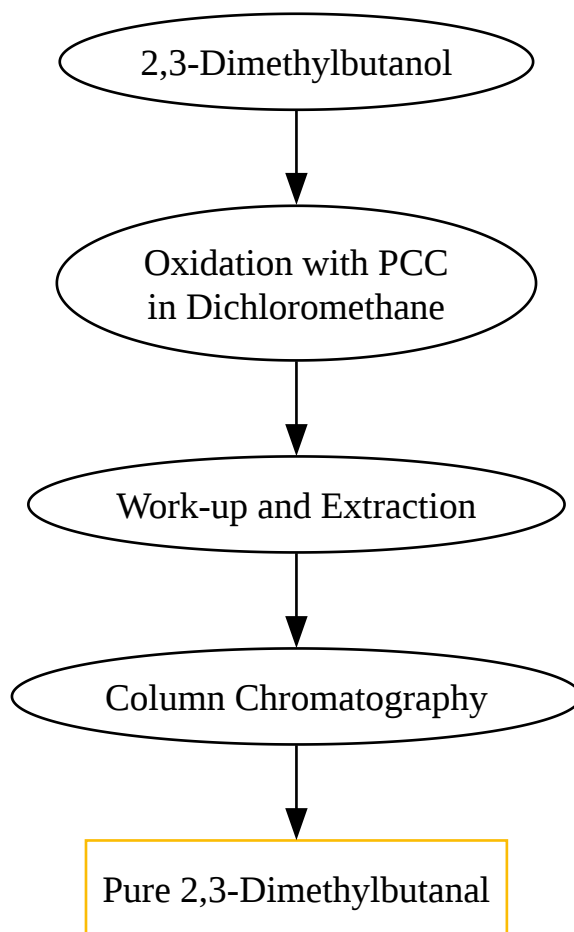 2,3-Dimethylbutanol
Oxidation with PCC
in Dichloromethane
Work-up and Extraction
Column Chromatography
Pure 2,3-Dimethylbutanal